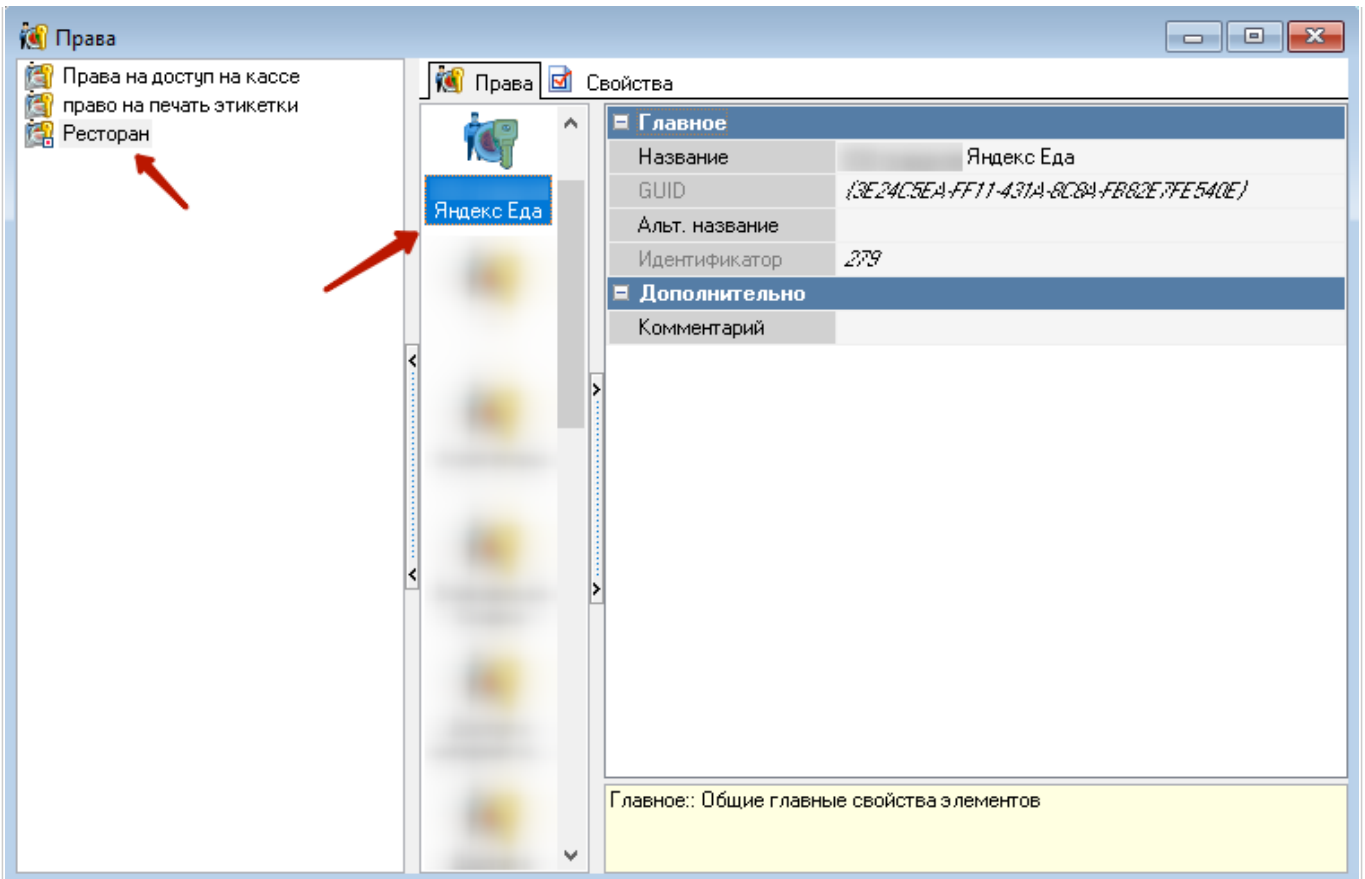 Права
Права на доступ на кассе
право на печать этикетки
Ресторан
Права
Свойства
Яндекс Еда
Главное
Название Яндекс Еда
GUID {3E24C5EA-FF11-431A-8C8A-FB82E7FE540E}
Альт. название
Идентификатор 279
Дополнительно
Комментарий
Главное:: Общие главные свойства элементов